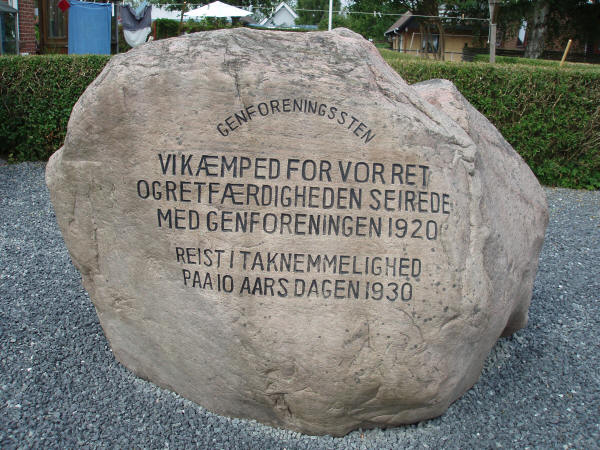 GENFORENINGSSTEN
VI KÆMPED FOR VOR RET
OG RETFÆRDIGHEDEN SEIREDE
MED GENFORENINGEN 1920
REIST I TAKNEMMELIGHED
PAA 10 AARS DAGEN 1930